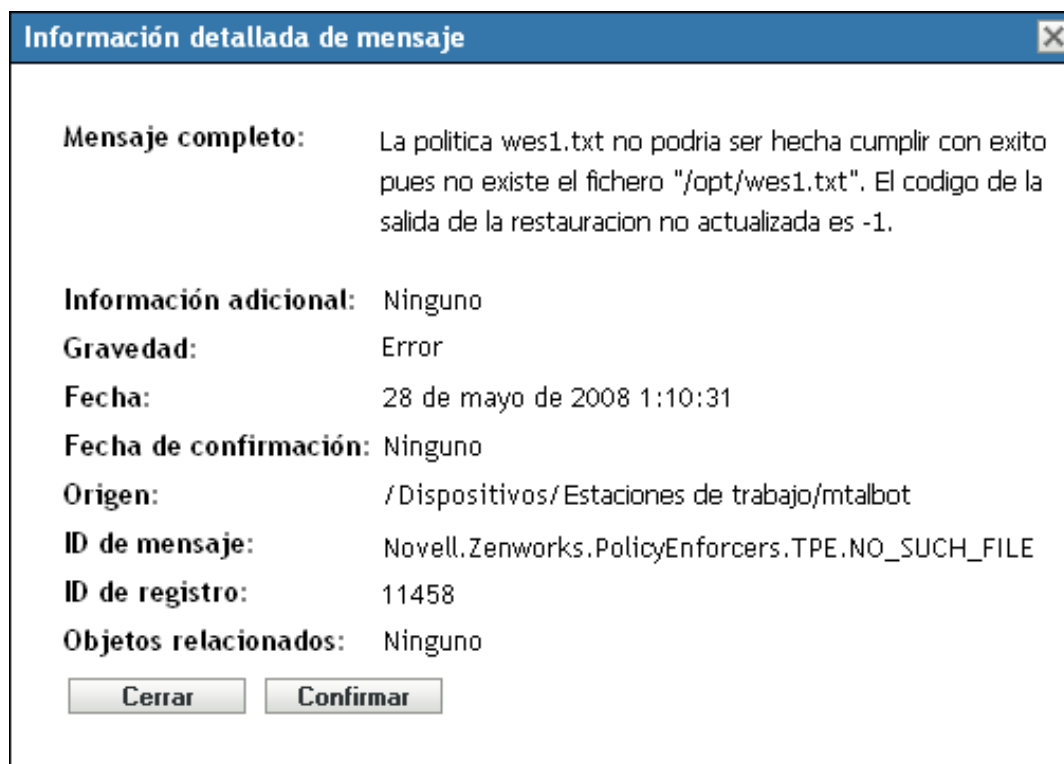 Información detallada de mensaje
Mensaje completo: La politica wes1.txt no podria ser hecha cumplir con exito
pues no existe el fichero "/opt/wes1.txt". El codigo de la
salida de la restauracion no actualizada es -1.
Información adicional: Ninguno
Gravedad: Error
Fecha: 28 de mayo de 2008 1:10:31
Fecha de confirmación: Ninguno
Origen: /Dispositivos/Estaciones de trabajo/mtalbot
ID de mensaje: Novell.Zenworks.PolicyEnforcers.TPE.NO_SUCH_FILE
ID de registro: 11458
Objetos relacionados: Ninguno
Cerrar Confirmar